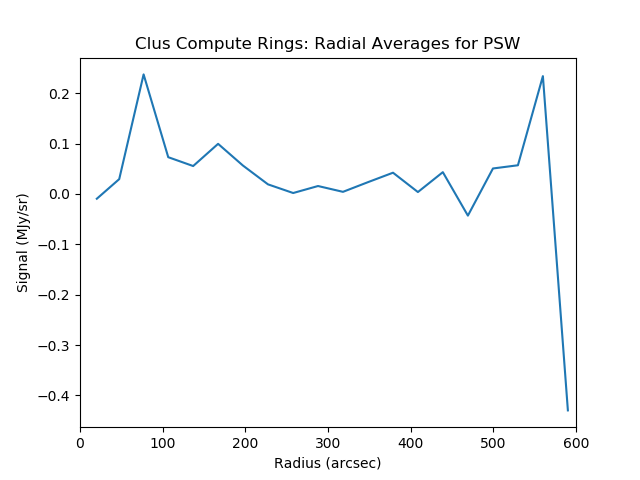 Clus Compute Rings: Radial Averages for PSW
0.2
0.1
0.0
−0.1
−0.2
−0.3
−0.4
Signal (MJy/sr)
0 100 200 300 400 500 600
Radius (arcsec)